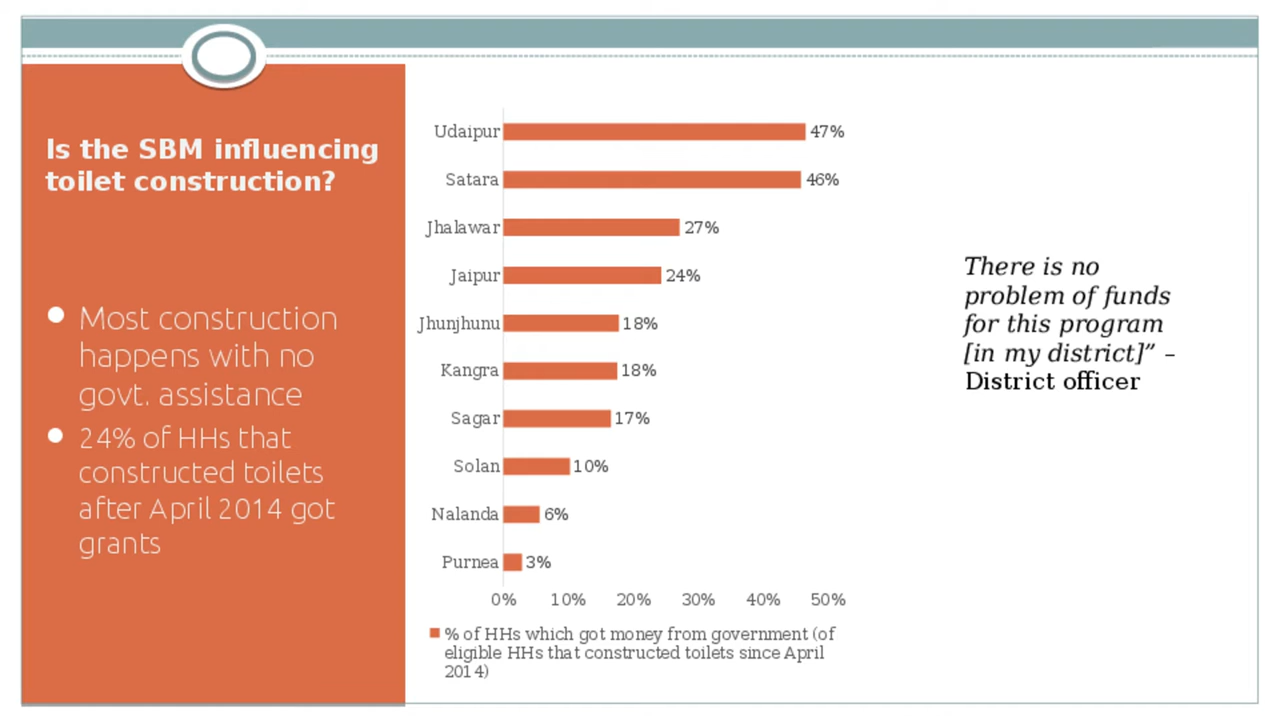 Is the SBM influencing
toilet construction?
Most construction
happens with no
govt. assistance
24% of HHs that
constructed toilets
after April 2014 got
grants
Udaipur 47%
Satara 46%
Jhalawar 27%
Jaipur 24%
Jhunjhunu 18%
Kangra 18%
Sagar 17%
Solan 10%
Nalanda 6%
Purnea 3%
0% 10% 20% 30% 40% 50%
% of HHs which got money from government (of
eligible HHs that constructed toilets since April
2014)
There is no
problem of funds
for this program
[in my district]” –
District officer